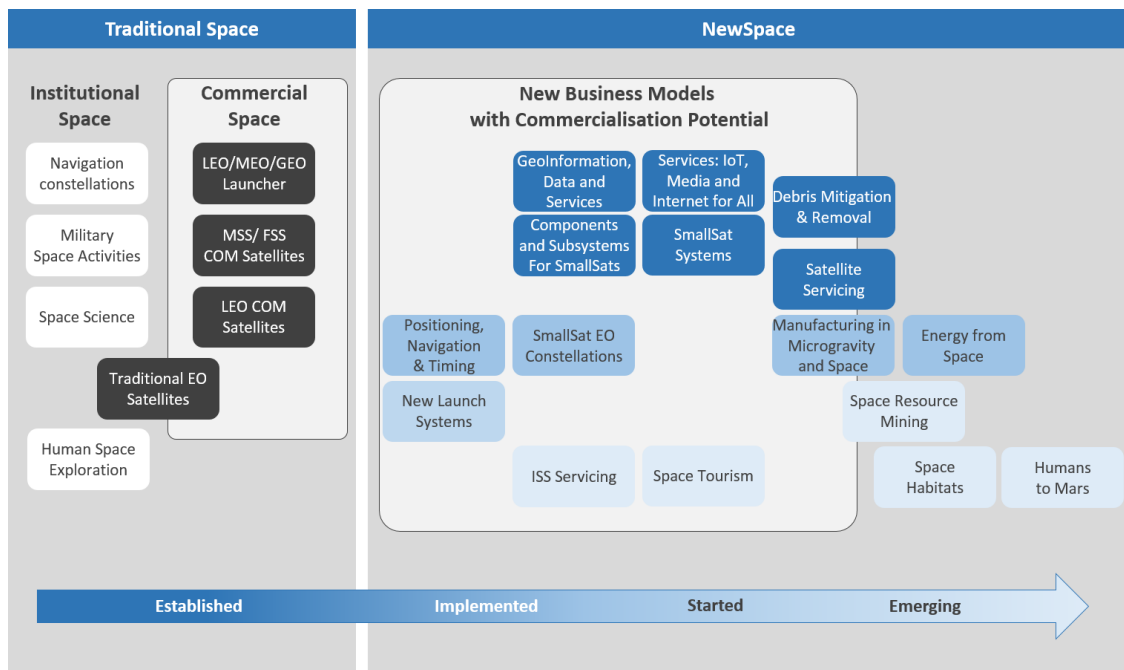 Traditional Space
NewSpace
Institutional
Space
Commercial
Space
Navigation
constellations
LEO/MEO/GEO
Launcher
Military
Space Activities
MSS/ FSS
COM Satellites
Space Science
LEO COM
Satellites
Traditional EO
Satellites
Human Space
Exploration
New Business Models
with Commercialisation Potential
GeoInformation,
Data and
Services
Services: IoT,
Media and
Internet for All
Debris Mitigation
& Removal
Components
and Subsystems
For SmallSats
SmallSat
Systems
Satellite
Servicing
Positioning,
Navigation
& Timing
SmallSat EO
Constellations
Manufacturing in
Microgravity
and Space
Energy from
Space
New Launch
Systems
Space Resource
Mining
ISS Servicing
Space Tourism
Space
Habitats
Humans
to Mars
Established
Implemented
Started
Emerging